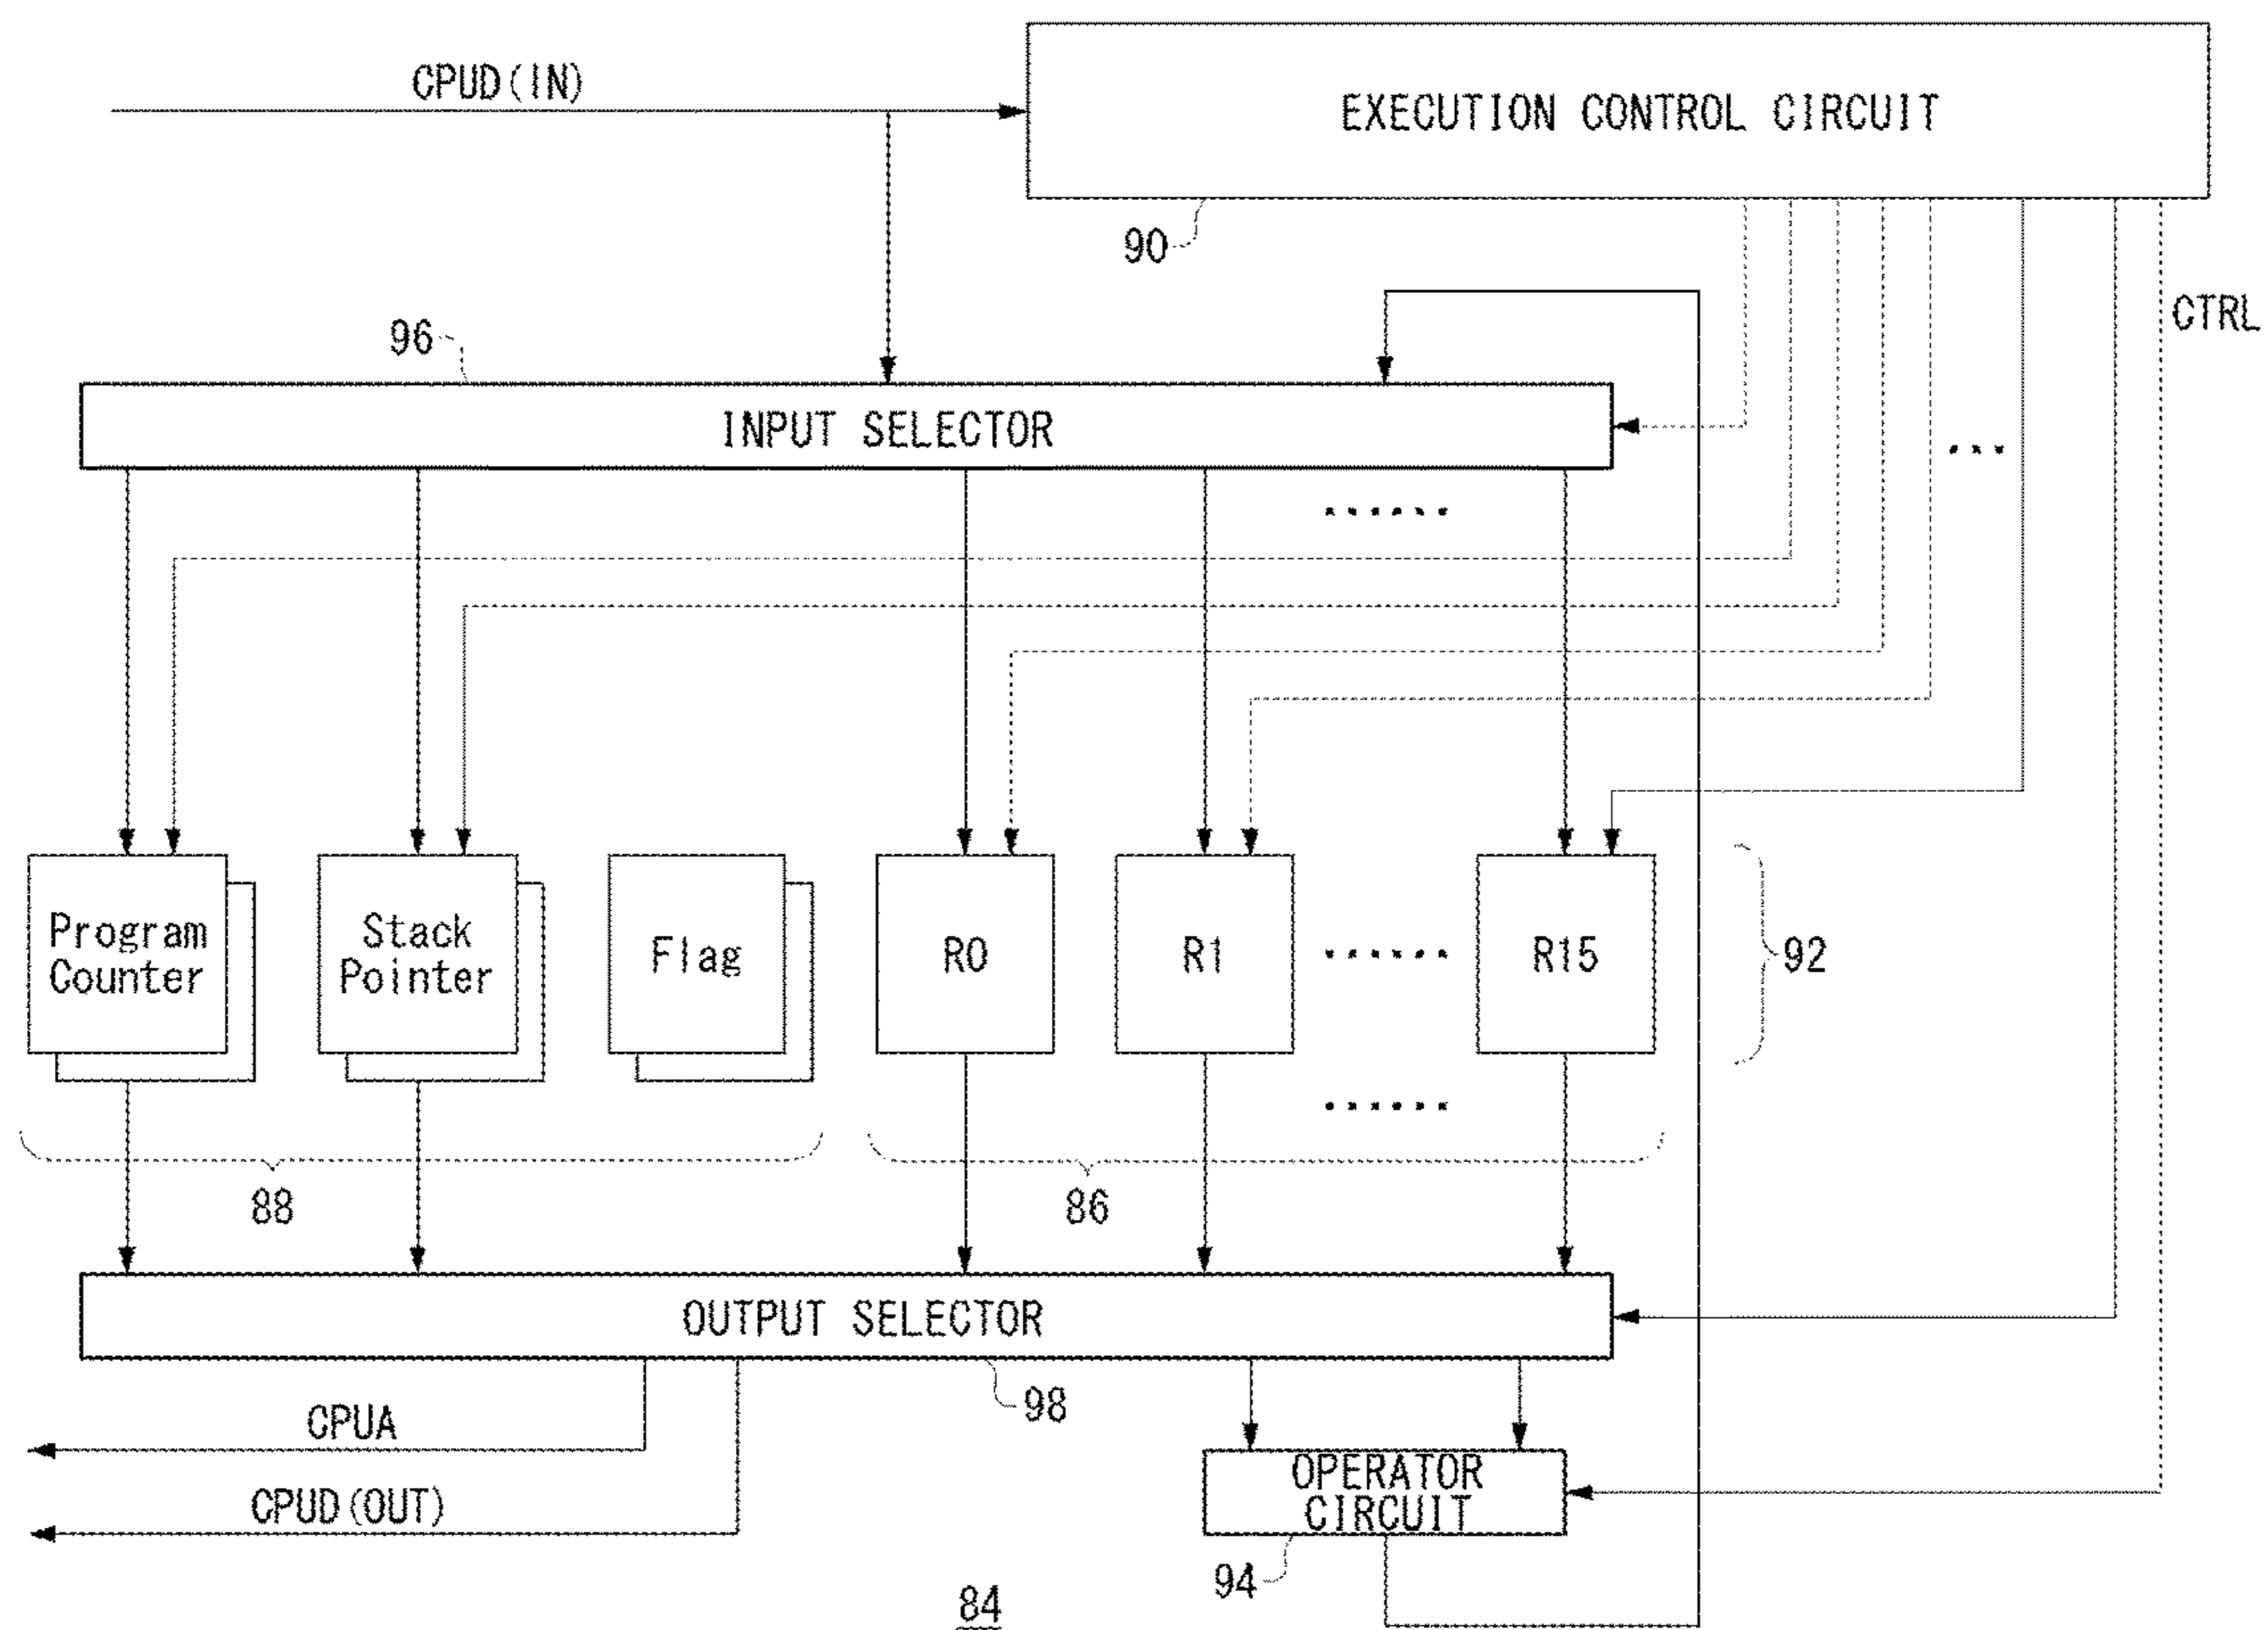 CPUD(IN)
EXECUTION CONTROL CIRCUIT
90
CTRL
96
INPUT SELECTOR
...
......
Program
Counter
Stack
Pointer
Flag
R0
R1
......
R15
92
......
88
86
OUTPUT SELECTOR
98
CPUA
CPUD(OUT)
OPERATOR
CIRCUIT
94
84